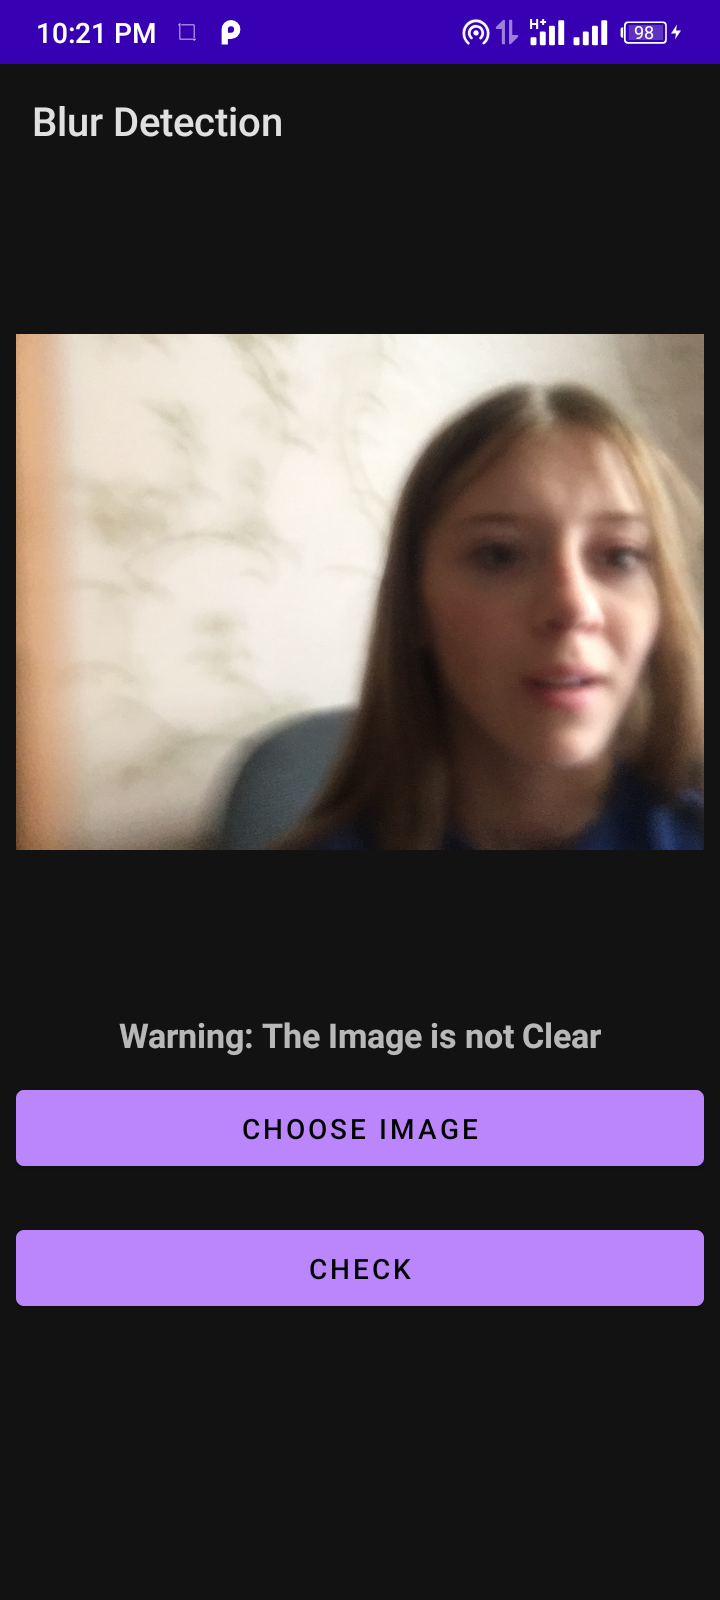 10:21 PM H+ 98
Blur Detection
Warning: The Image is not Clear
CHOOSE IMAGE
CHECK